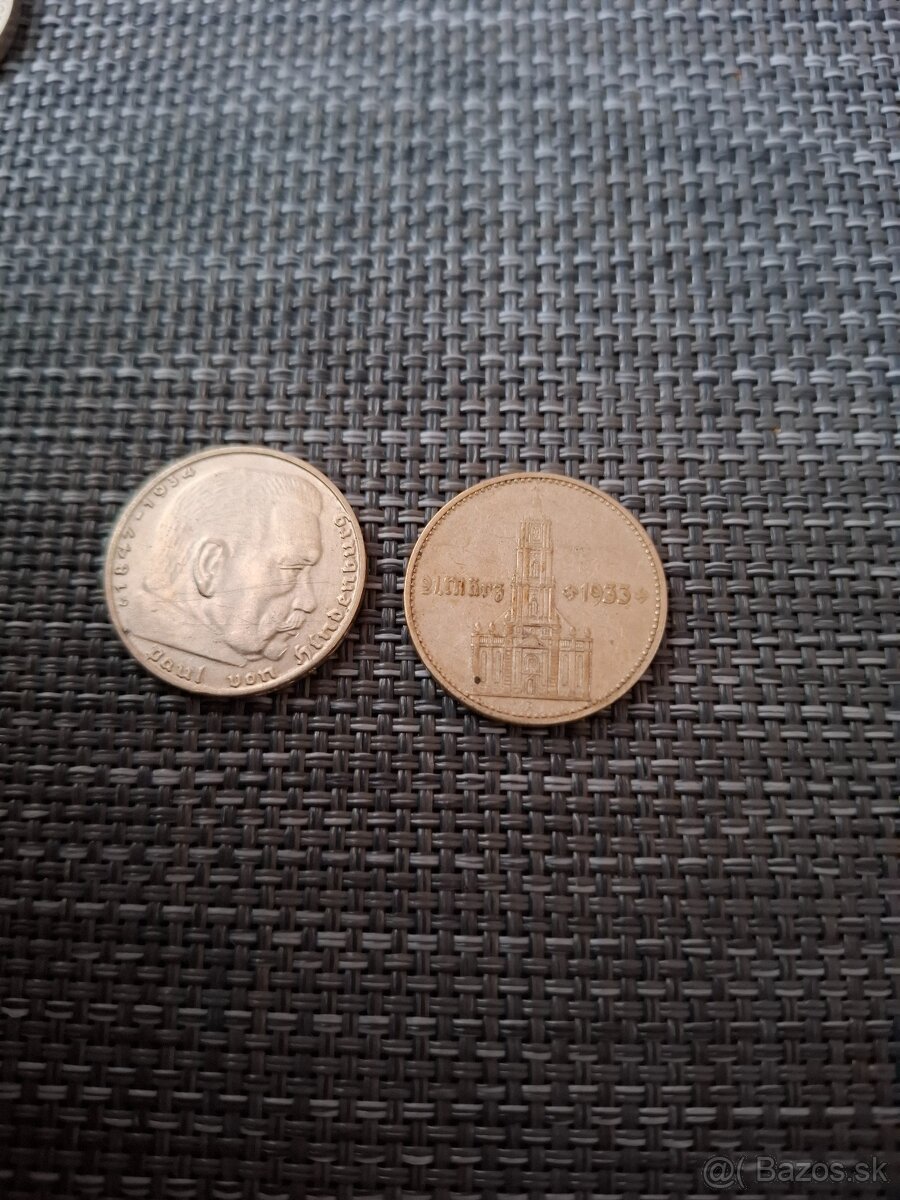 1847-1934
Paul von Hindenburg
21. März 1933
@( Bazos.sk